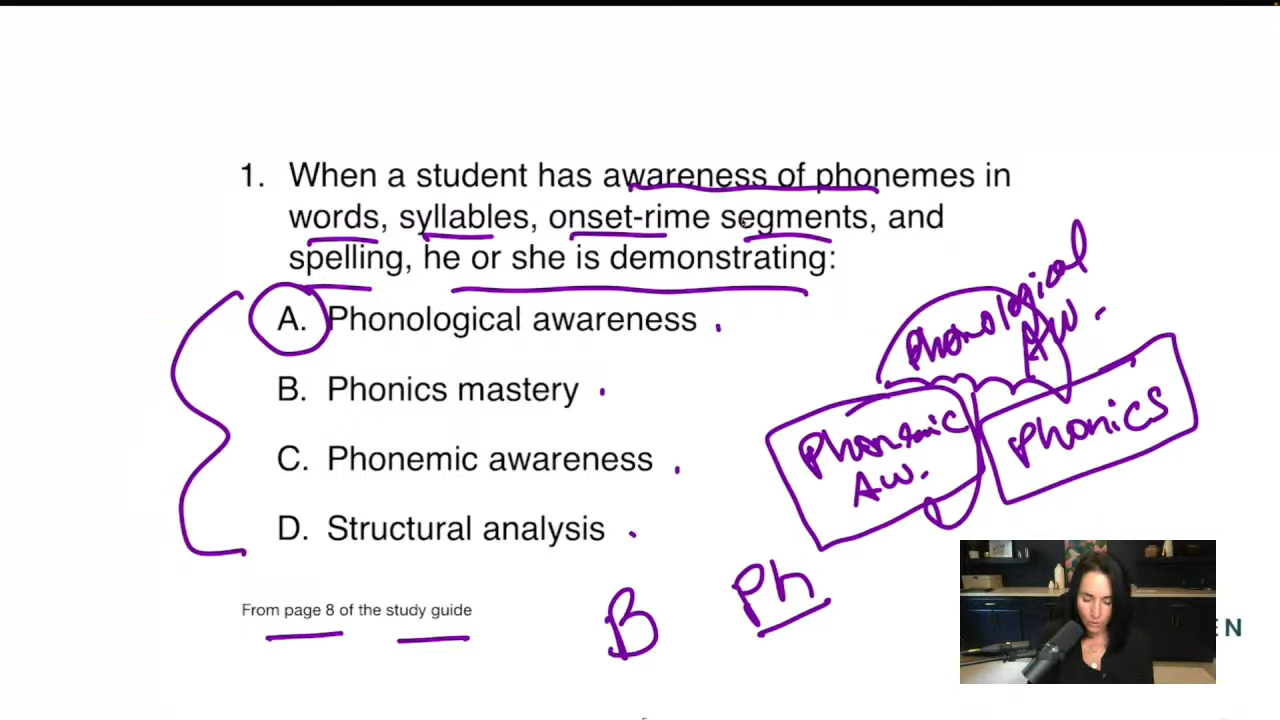 1. When a student has awareness of phonemes in
words, syllables, onset-rime segments, and
spelling, he or she is demonstrating:
A. Phonological awareness
B. Phonics mastery
C. Phonemic awareness
D. Structural analysis
From page 8 of the study guide
Phonological
AW.
Phonemic
AW.
Phonics
B
Ph
EN